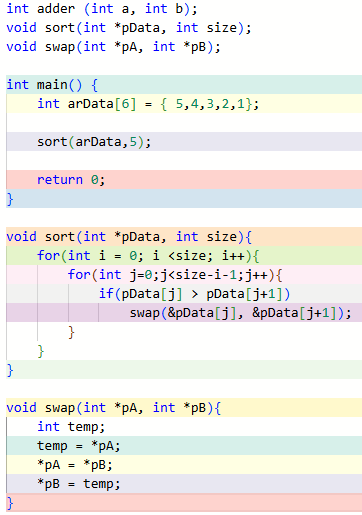 int adder (int a, int b);
void sort(int *pData, int size);
void swap(int *pA, int *pB);
int main() {
    int arData[6] = { 5,4,3,2,1};
    sort(arData,5);
    return 0;
}
void sort(int *pData, int size){
    for(int i = 0; i <size; i++){
        for(int j=0;j<size-i-1;j++){
            if(pData[j] > pData[j+1])
                swap(&pData[j], &pData[j+1]);
        }
    }
}
void swap(int *pA, int *pB){
    int temp;
    temp = *pA;
    *pA = *pB;
    *pB = temp;
}